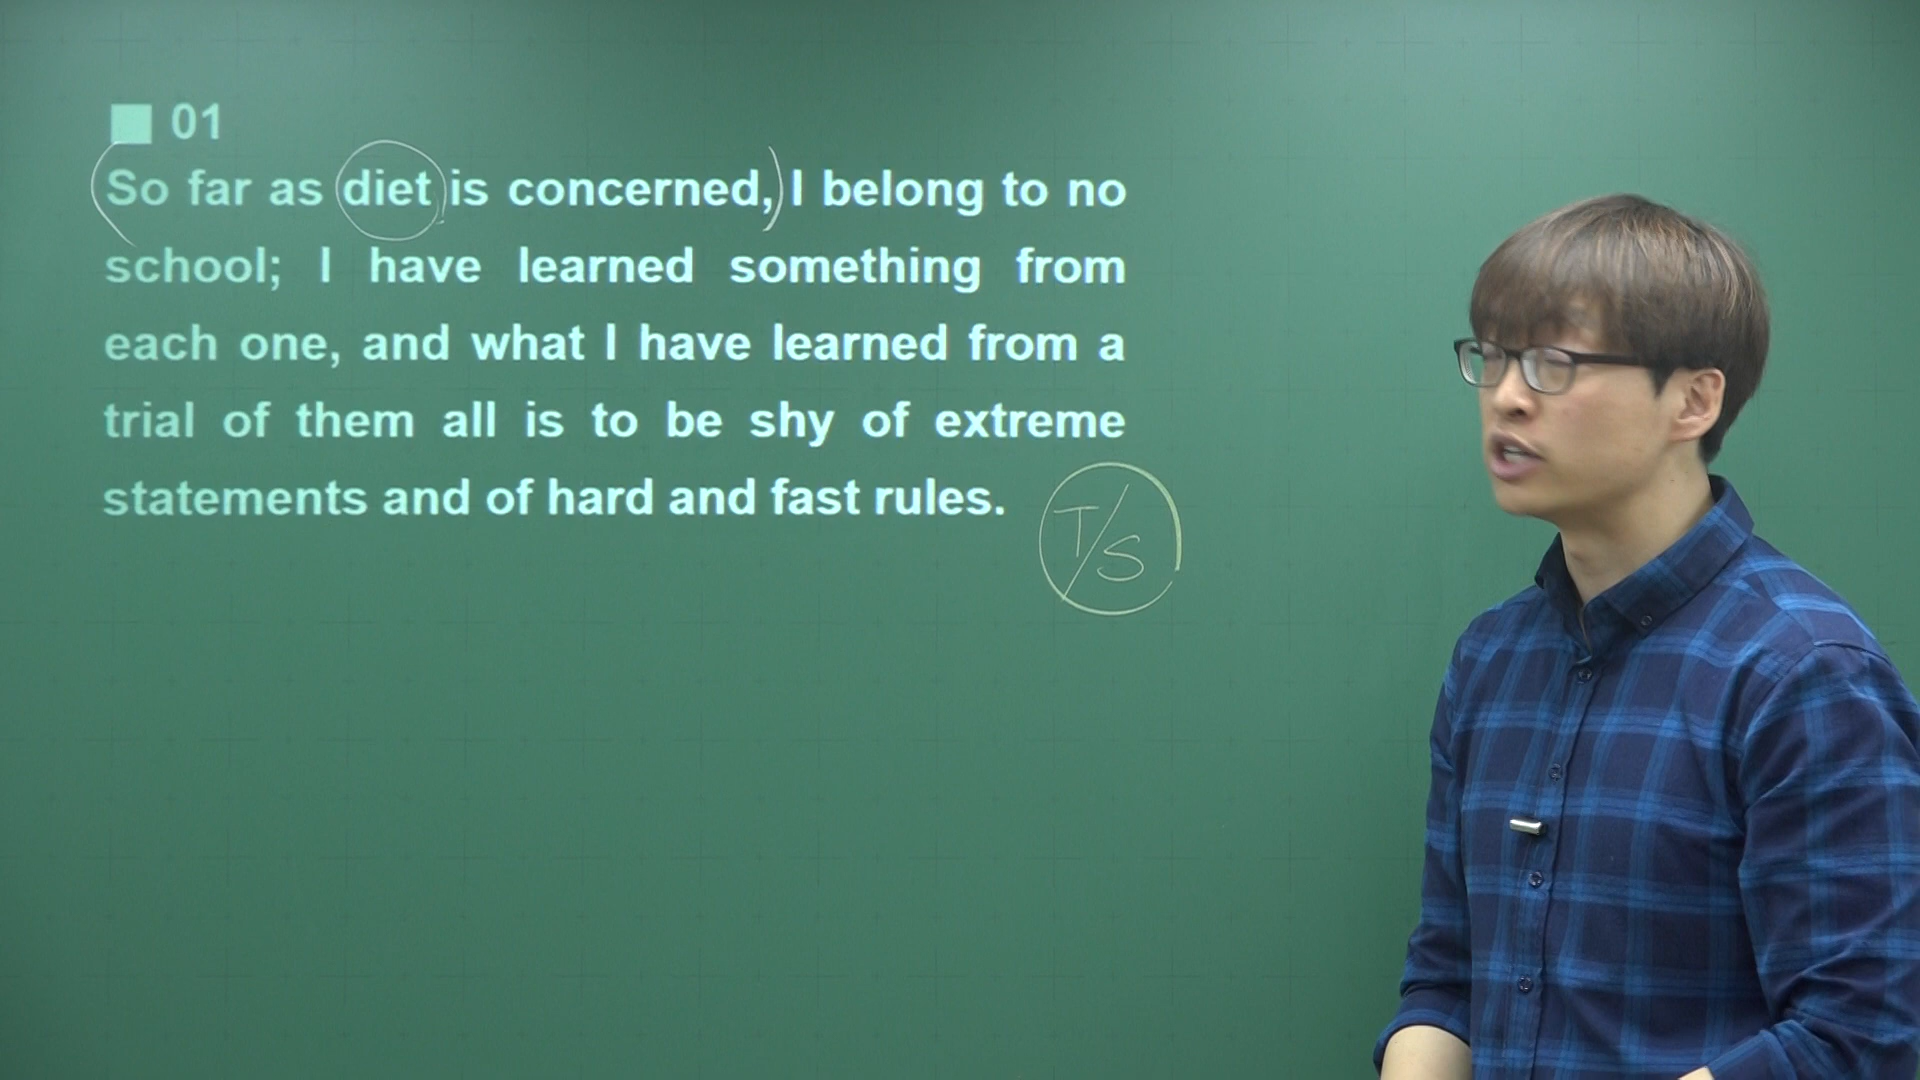 01
So far as diet is concerned, I belong to no
school; I have learned something from
each one, and what I have learned from a
trial of them all is to be shy of extreme
statements and of hard and fast rules.
T/S